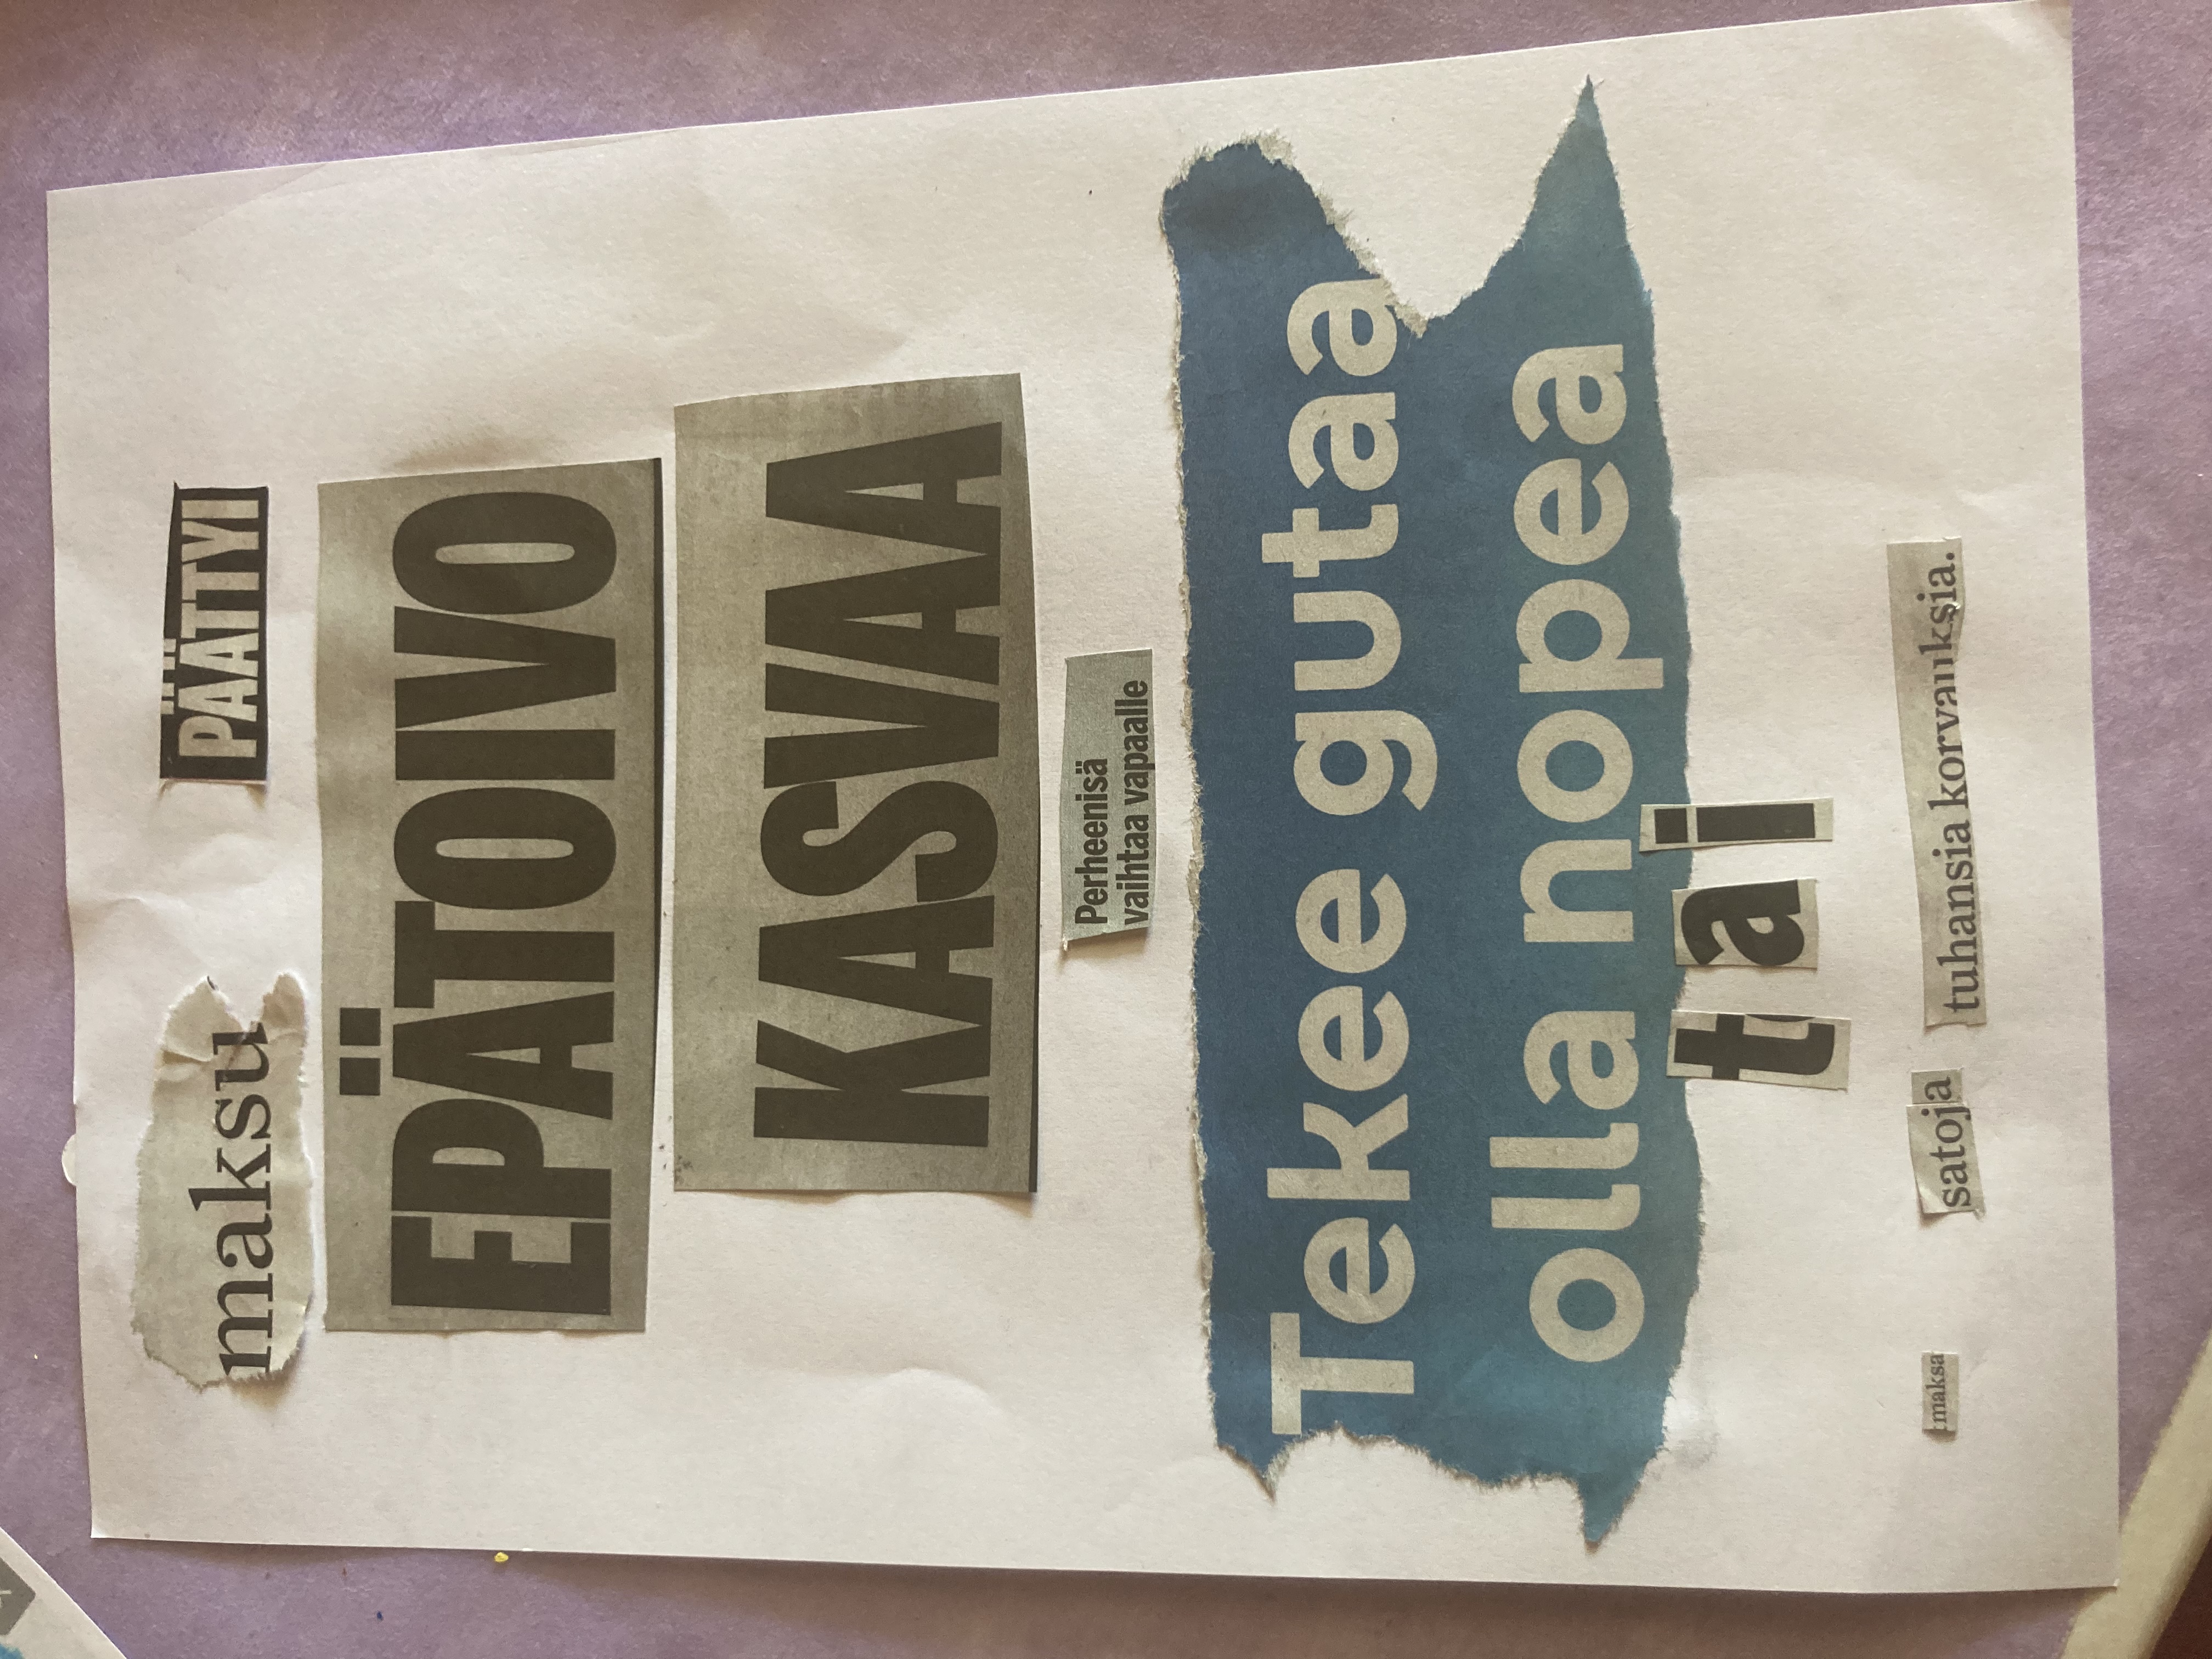 maksu PÄÄTTYI
EPÄTOIVO
KASVAA
Perheenisä
vaihtaa vapaalle
Tekee gutaa
olla nopea
tai
maksa satoja tuhansia korvauksia.